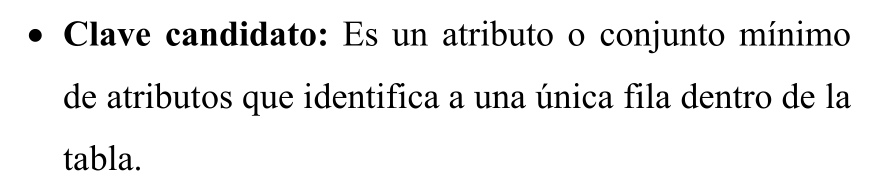 • Clave candidato: Es un atributo o conjunto mínimo
de atributos que identifica a una única fila dentro de la
tabla.